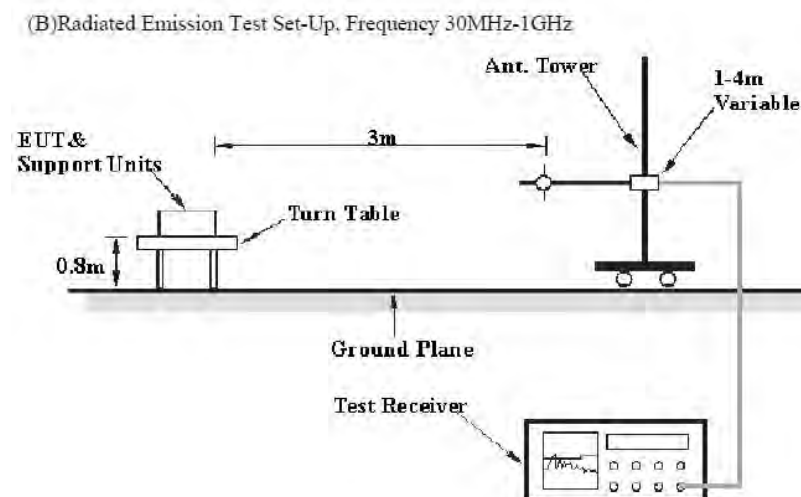 (B)Radiated Emission Test Set-Up, Frequency 30MHz-1GHz
Ant. Tower
1-4m
Variable
EUT&
Support Units
3m
Turn Table
0.8m
Ground Plane
Test Receiver